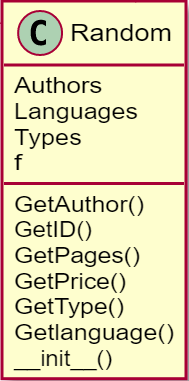 C Random
Authors
Languages
Types
f
GetAuthor()
GetID()
GetPages()
GetPrice()
GetType()
Getlanguage()
__init__()